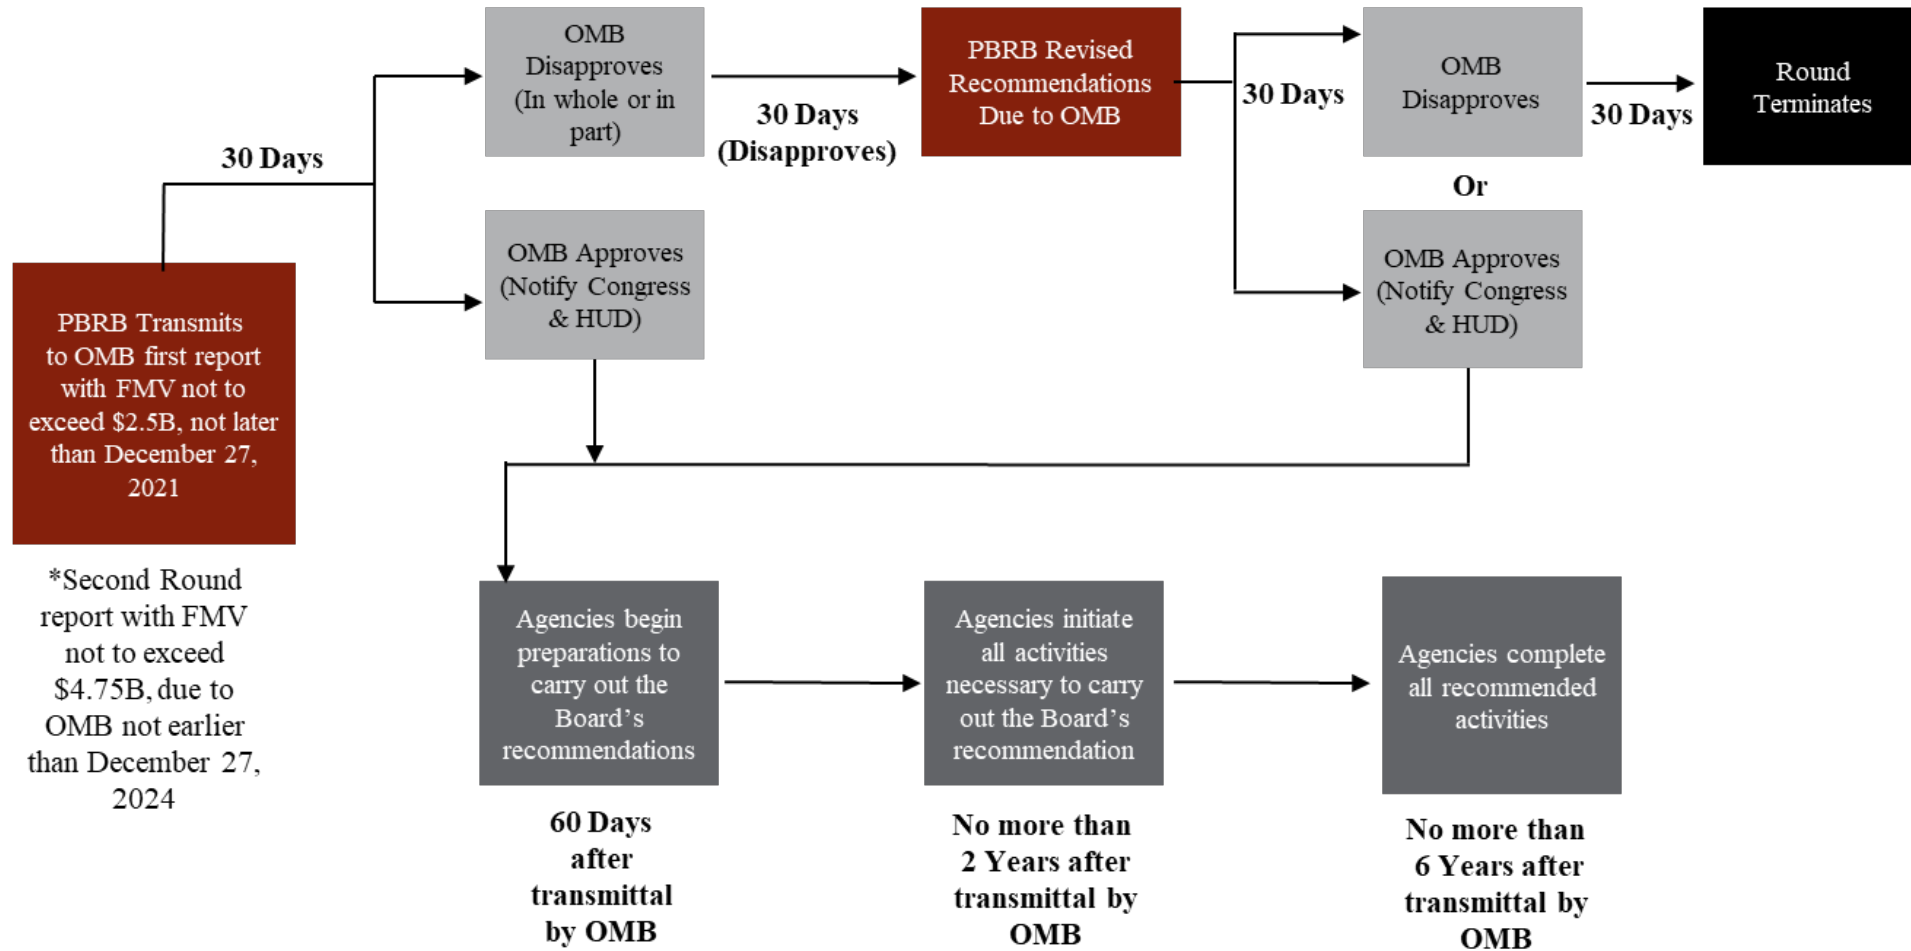 OMB
Disapproves
(In whole or in
part)
30 Days
(Disapproves)
PBRB Revised
Recommendations
Due to OMB
30 Days
OMB
Disapproves
30 Days
Round
Terminates
30 Days
Or
OMB Approves
(Notify Congress
& HUD)
OMB Approves
(Notify Congress
& HUD)
PBRB Transmits
to OMB first report
with FMV not to
exceed $2.5B, not later
than December 27,
2021
*Second Round
report with FMV
not to exceed
$4.75B, due to
OMB not earlier
than December 27,
2024
Agencies begin
preparations to
carry out the
Board’s
recommendations
60 Days
after
transmittal
by OMB
Agencies initiate
all activities
necessary to carry
out the Board’s
recommendation
No more than
2 Years after
transmittal by
OMB
Agencies complete
all recommended
activities
No more than
6 Years after
transmittal by
OMB